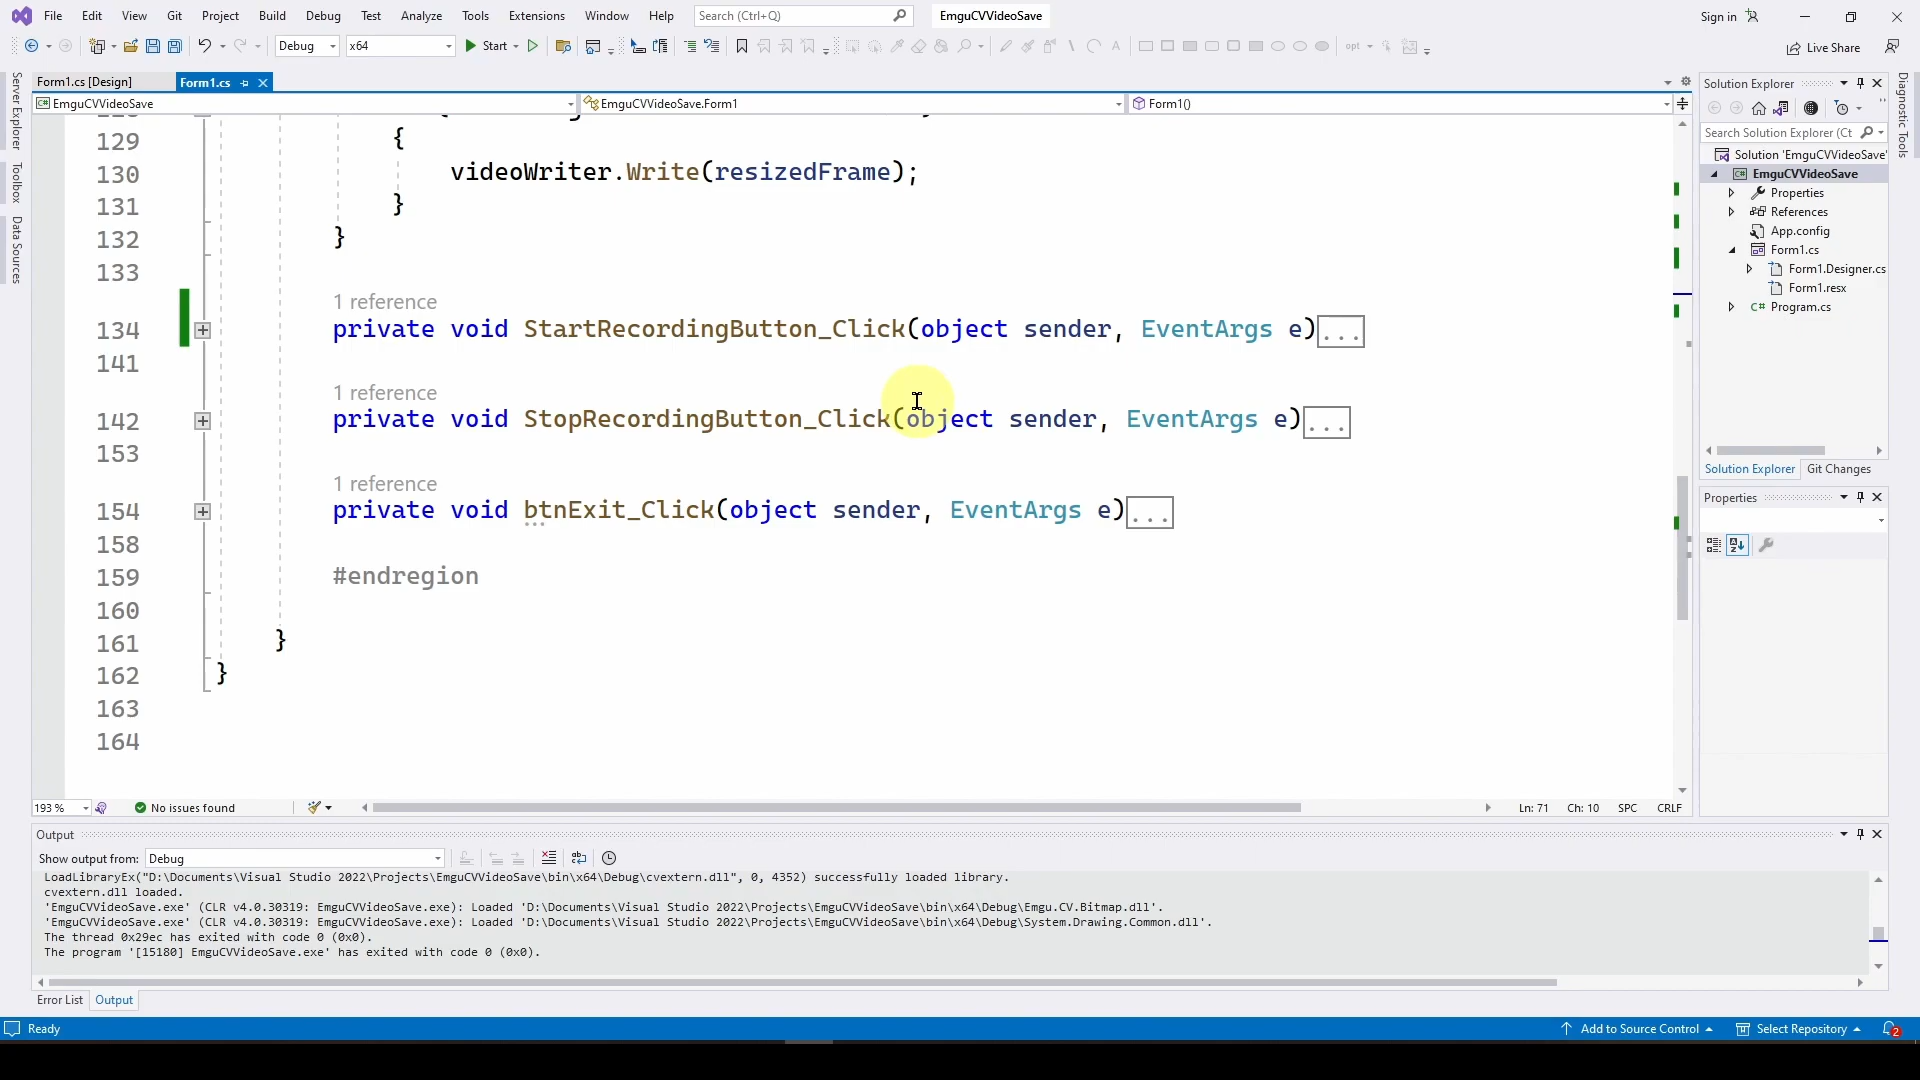 File Edit View Git Project Build Debug Test Analyze Tools Extensions Window Help Search (Ctrl+Q) EmguCVVideoSave Sign in
Debug x64 Start opt Live Share
Form1.cs [Design] Form1.cs
EmguCVVideoSave EmguCVVideoSave.Form1 Form1()
129 {
130 videoWriter.Write(resizedFrame);
131 }
132 }
133
1 reference
134 private void StartRecordingButton_Click(object sender, EventArgs e)...
141
1 reference
142 private void StopRecordingButton_Click(object sender, EventArgs e)...
153
1 reference
154 private void btnExit_Click(object sender, EventArgs e)...
158
159 #endregion
160
161 }
162 }
163
164
193 % No issues found Ln: 71 Ch: 10 SPC CRLF
Server Explorer
Toolbox
Data Sources
Solution Explorer
Search Solution Explorer (Ct
Solution 'EmguCVVideoSave'
EmguCVVideoSave
Properties
References
App.config
Form1.cs
Form1.Designer.cs
Form1.resx
C# Program.cs
Solution Explorer Git Changes
Properties
Diagnostic Tools
Output
Show output from: Debug
LoadLibraryEx("D:\Documents\Visual Studio 2022\Projects\EmguCVVideoSave\bin\x64\Debug\cvextern.dll", 0, 4352) successfully loaded library.
cvextern.dll loaded.
'EmguCVVideoSave.exe' (CLR v4.0.30319: EmguCVVideoSave.exe): Loaded 'D:\Documents\Visual Studio 2022\Projects\EmguCVVideoSave\bin\x64\Debug\Emgu.CV.Bitmap.dll'.
'EmguCVVideoSave.exe' (CLR v4.0.30319: EmguCVVideoSave.exe): Loaded 'D:\Documents\Visual Studio 2022\Projects\EmguCVVideoSave\bin\x64\Debug\System.Drawing.Common.dll'.
The thread 0x29ec has exited with code 0 (0x0).
The program '[15180] EmguCVVideoSave.exe' has exited with code 0 (0x0).
Error List Output
Ready Add to Source Control Select Repository 2